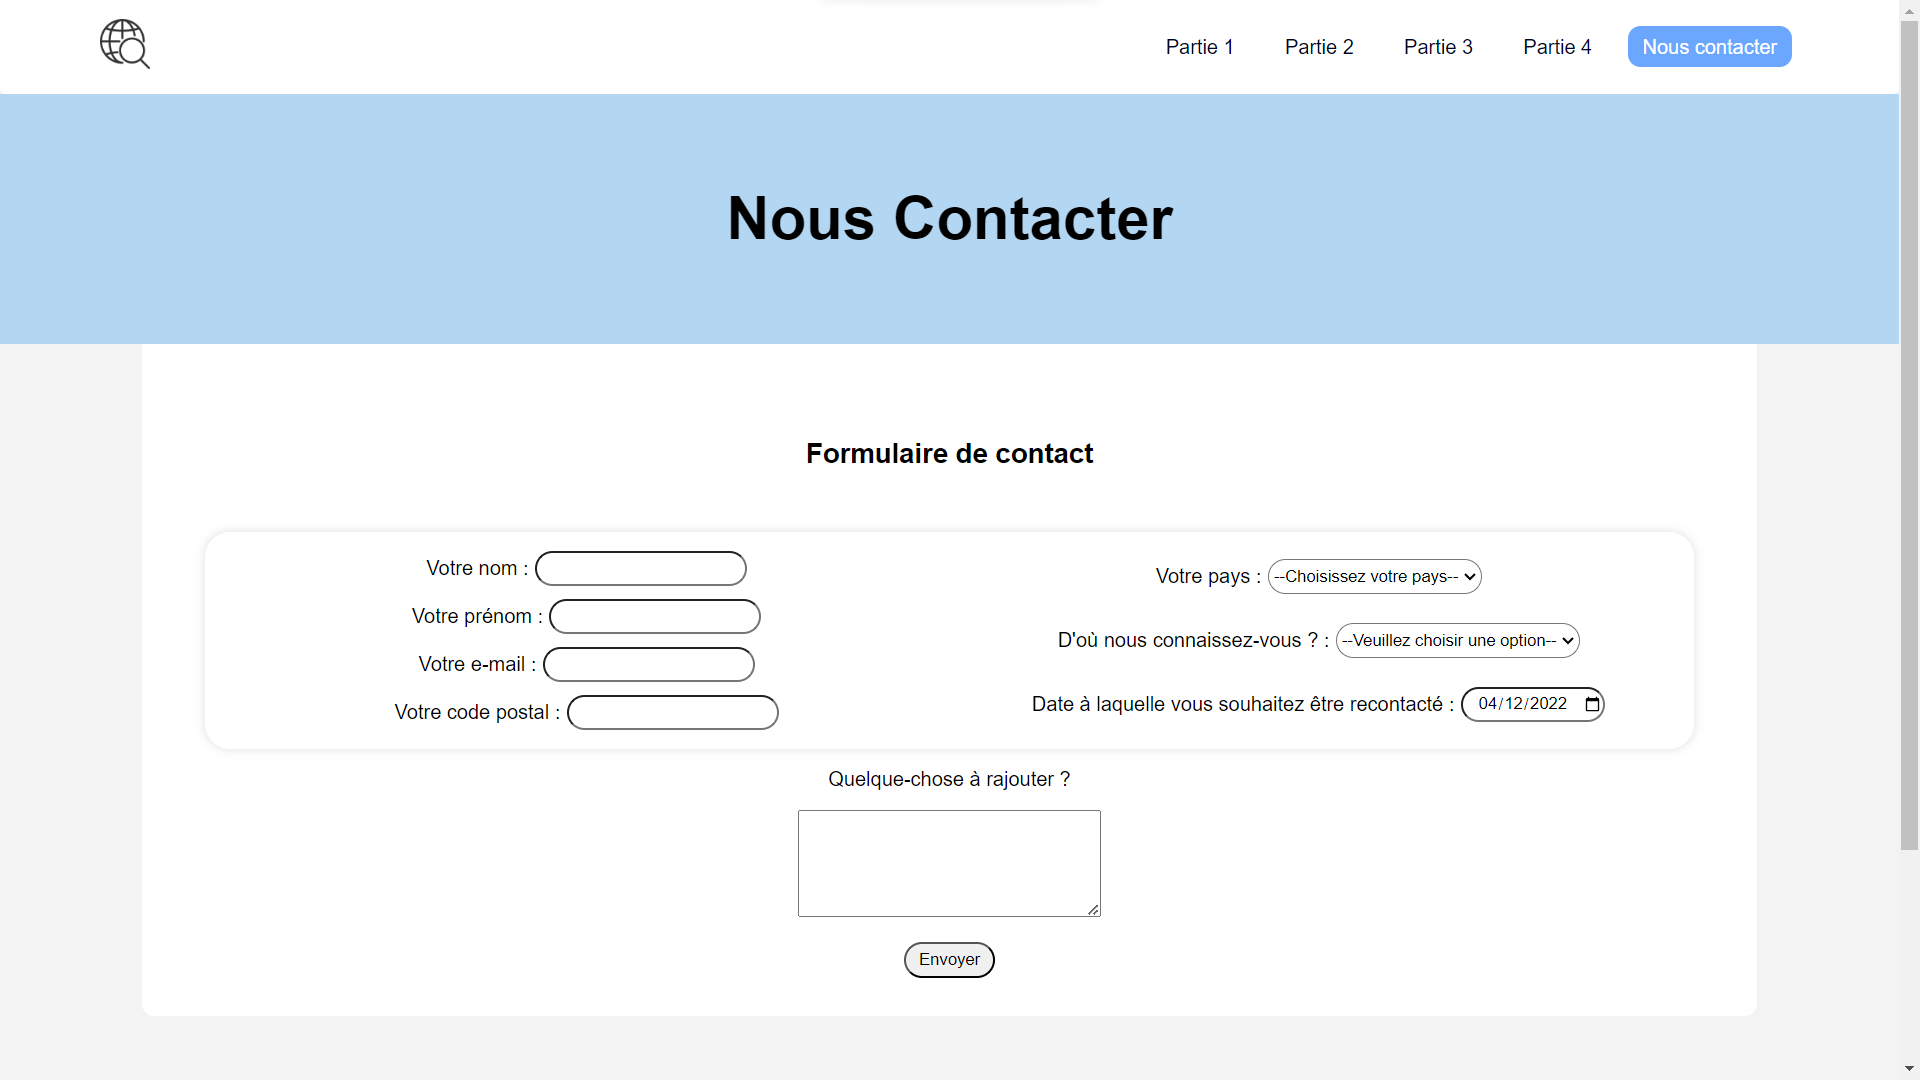 Partie 1 Partie 2 Partie 3 Partie 4 Nous contacter
Nous Contacter
Formulaire de contact
Votre nom :
Votre prénom :
Votre e-mail :
Votre code postal :
Votre pays : --Choisissez votre pays--
D'où nous connaissez-vous ? : --Veuillez choisir une option--
Date à laquelle vous souhaitez être recontacté : 04/12/2022
Quelque-chose à rajouter ?
Envoyer